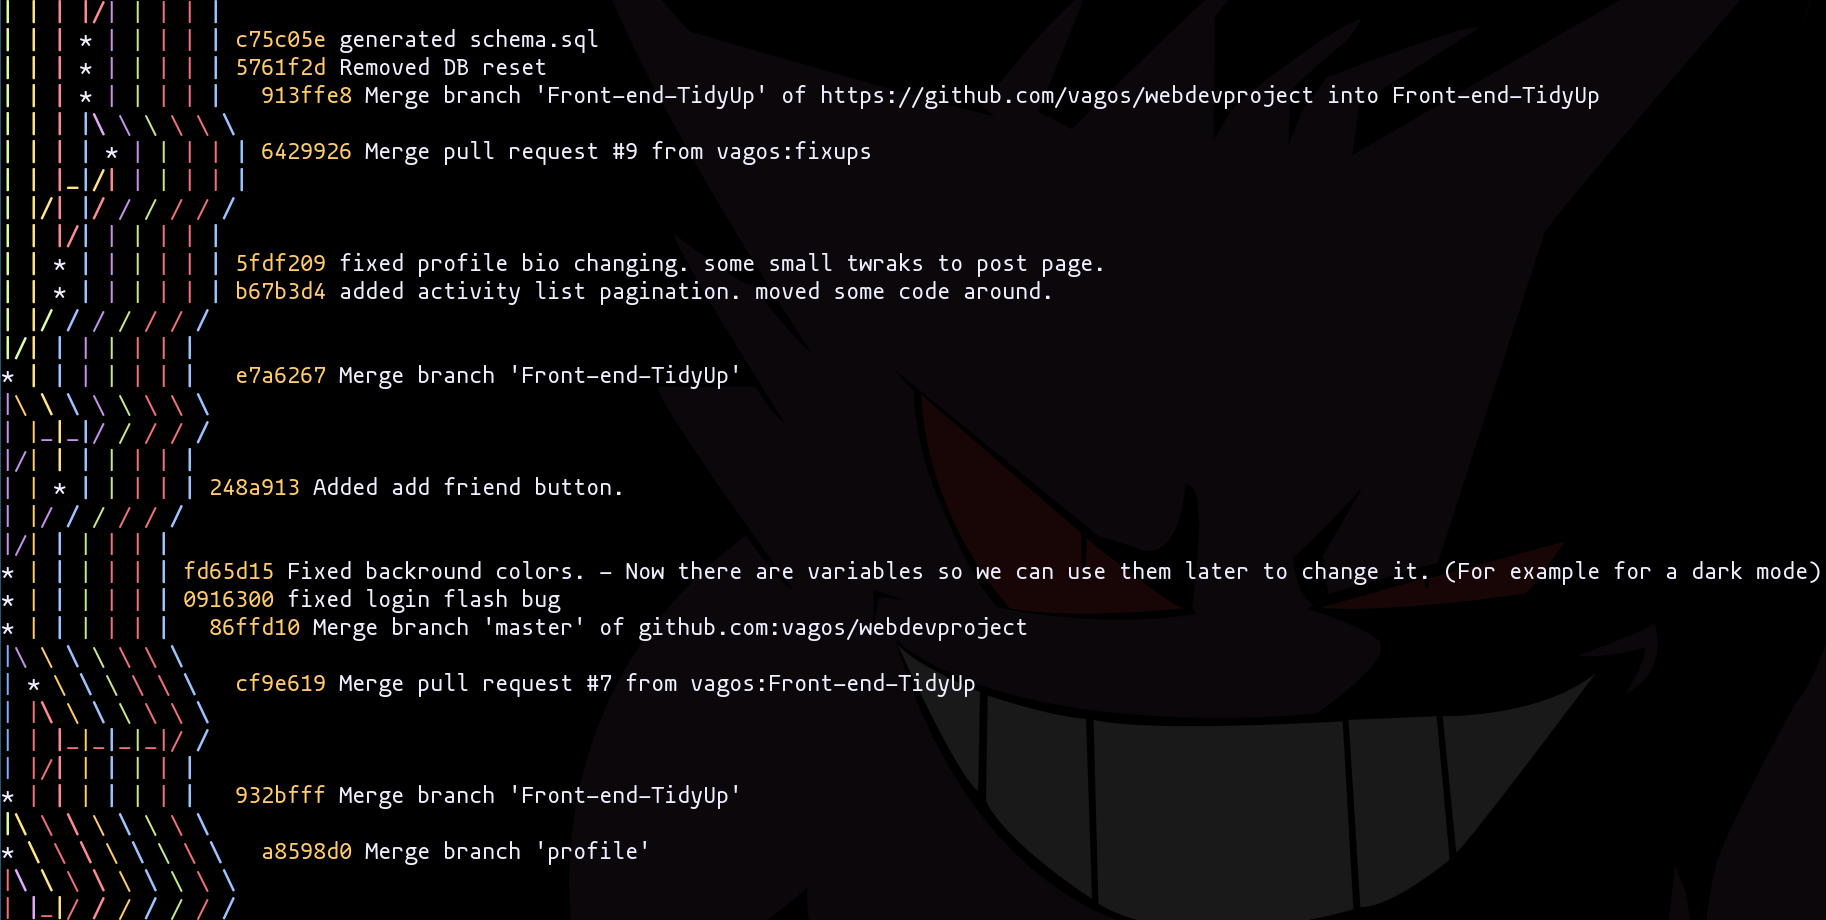 c75c05e generated schema.sql
5761f2d Removed DB reset
913ffe8 Merge branch 'Front-end-TidyUp' of https://github.com/vagos/webdevproject into Front-end-TidyUp
6429926 Merge pull request #9 from vagos:fixups
5fdf209 fixed profile bio changing. some small twraks to post page.
b67b3d4 added activity list pagination. moved some code around.
e7a6267 Merge branch 'Front-end-TidyUp'
248a913 Added add friend button.
fd65d15 Fixed backround colors. - Now there are variables so we can use them later to change it. (For example for a dark mode)
0916300 fixed login flash bug
86ffd10 Merge branch 'master' of github.com:vagos/webdevproject
cf9e619 Merge pull request #7 from vagos:Front-end-TidyUp
932bfff Merge branch 'Front-end-TidyUp'
a8598d0 Merge branch 'profile'